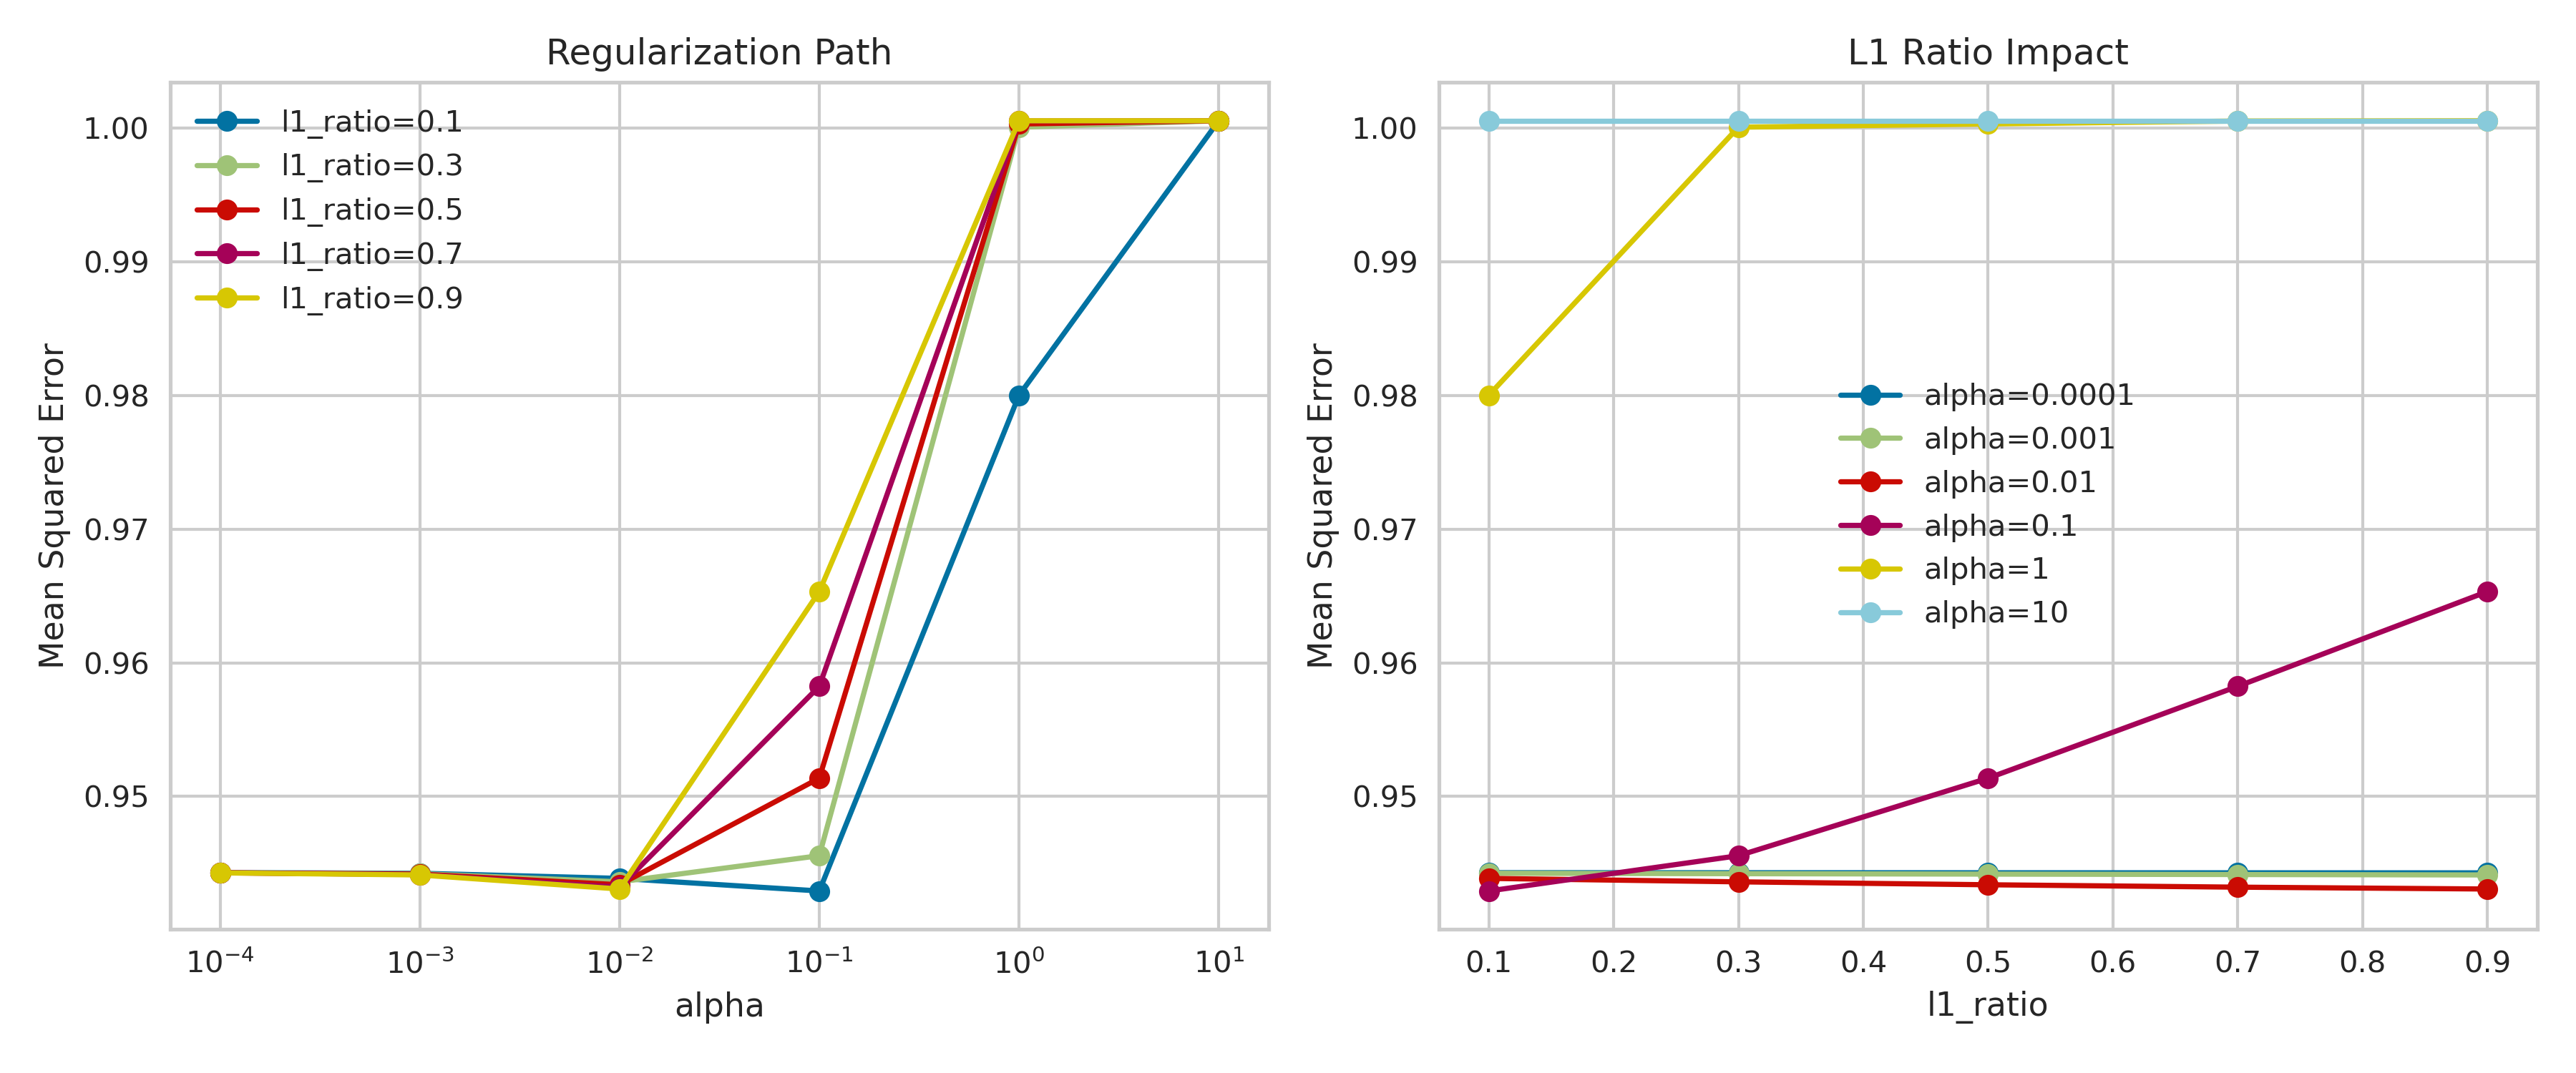 Regularization Path
1.00
0.99
0.98
0.97
0.96
0.95
Mean Squared Error
l1_ratio=0.1
l1_ratio=0.3
l1_ratio=0.5
l1_ratio=0.7
l1_ratio=0.9
10⁻⁴ 10⁻³ 10⁻² 10⁻¹ 10⁰ 10¹
alpha
L1 Ratio Impact
1.00
0.99
0.98
0.97
0.96
0.95
Mean Squared Error
alpha=0.0001
alpha=0.001
alpha=0.01
alpha=0.1
alpha=1
alpha=10
0.1 0.2 0.3 0.4 0.5 0.6 0.7 0.8 0.9
l1_ratio